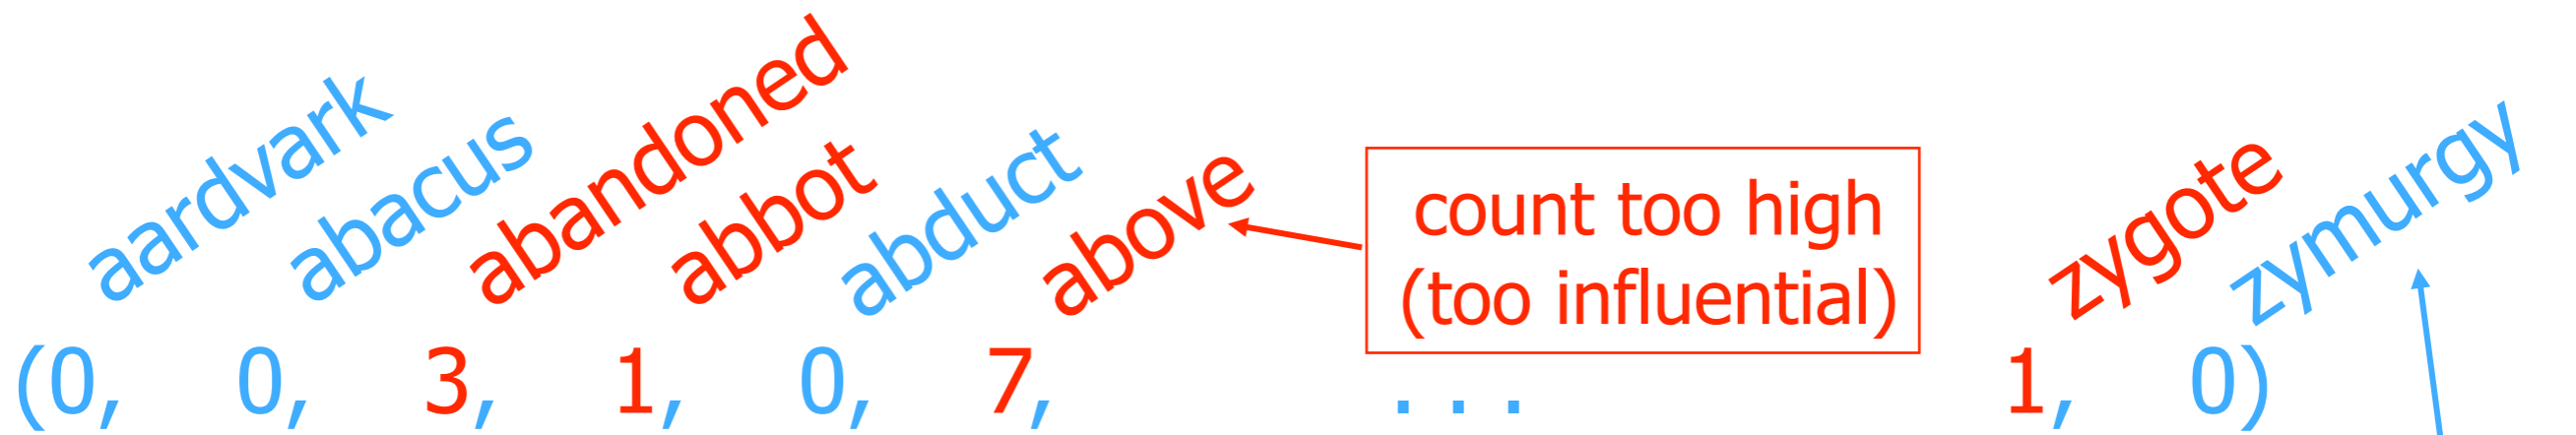 aardvark
abacus
abandoned
abbot
abduct
above
count too high
(too influential)
zygote
zymurgy
(0, 0, 3, 1, 0, 7, . . . 1, 0)